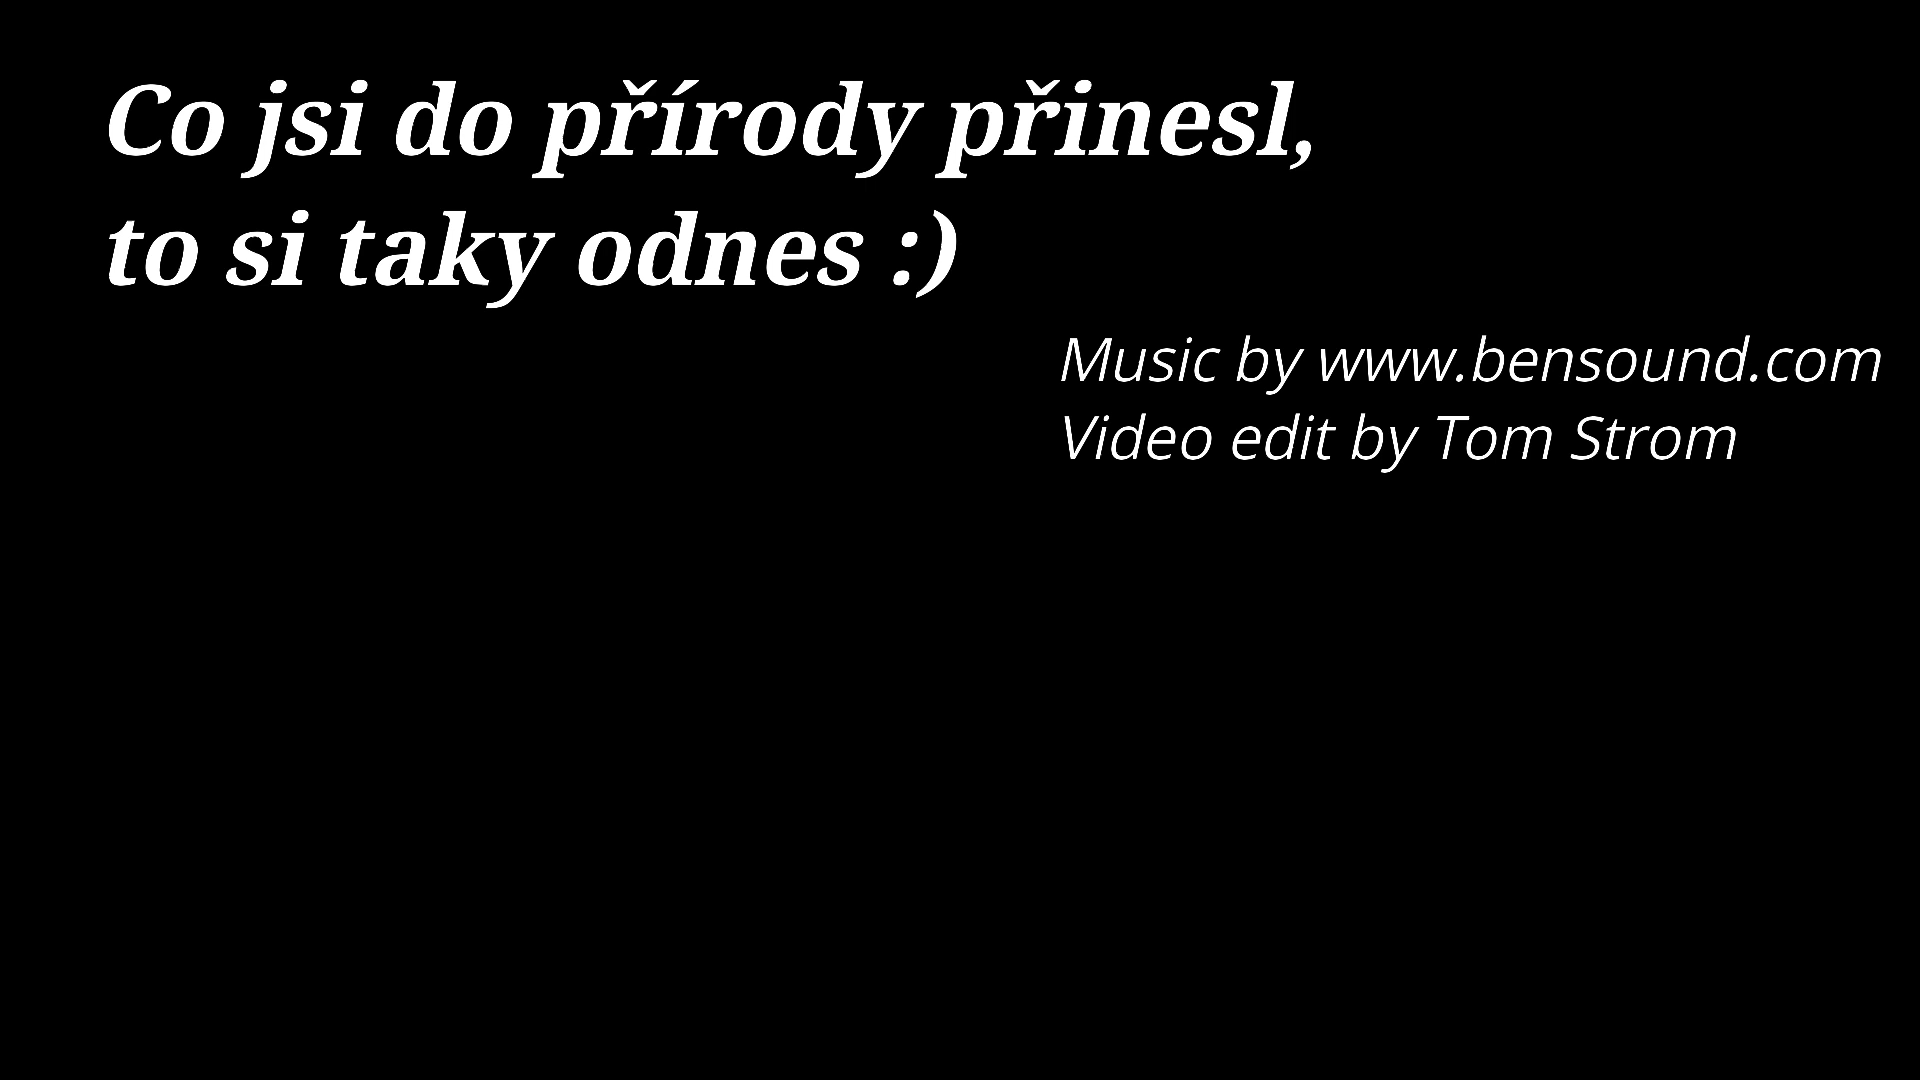 Co jsi do přírody přinesl,
to si taky odnes :)
Music by www.bensound.com
Video edit by Tom Strom